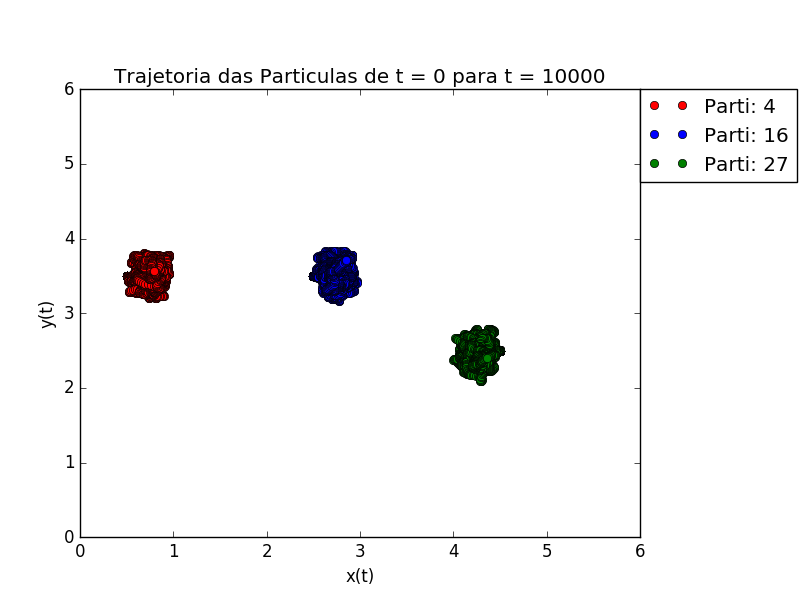 Trajetoria das Particulas de t = 0 para t = 10000
Parti: 4
Parti: 16
Parti: 27
6
5
4
3
2
1
0
y(t)
0 1 2 3 4 5 6
x(t)